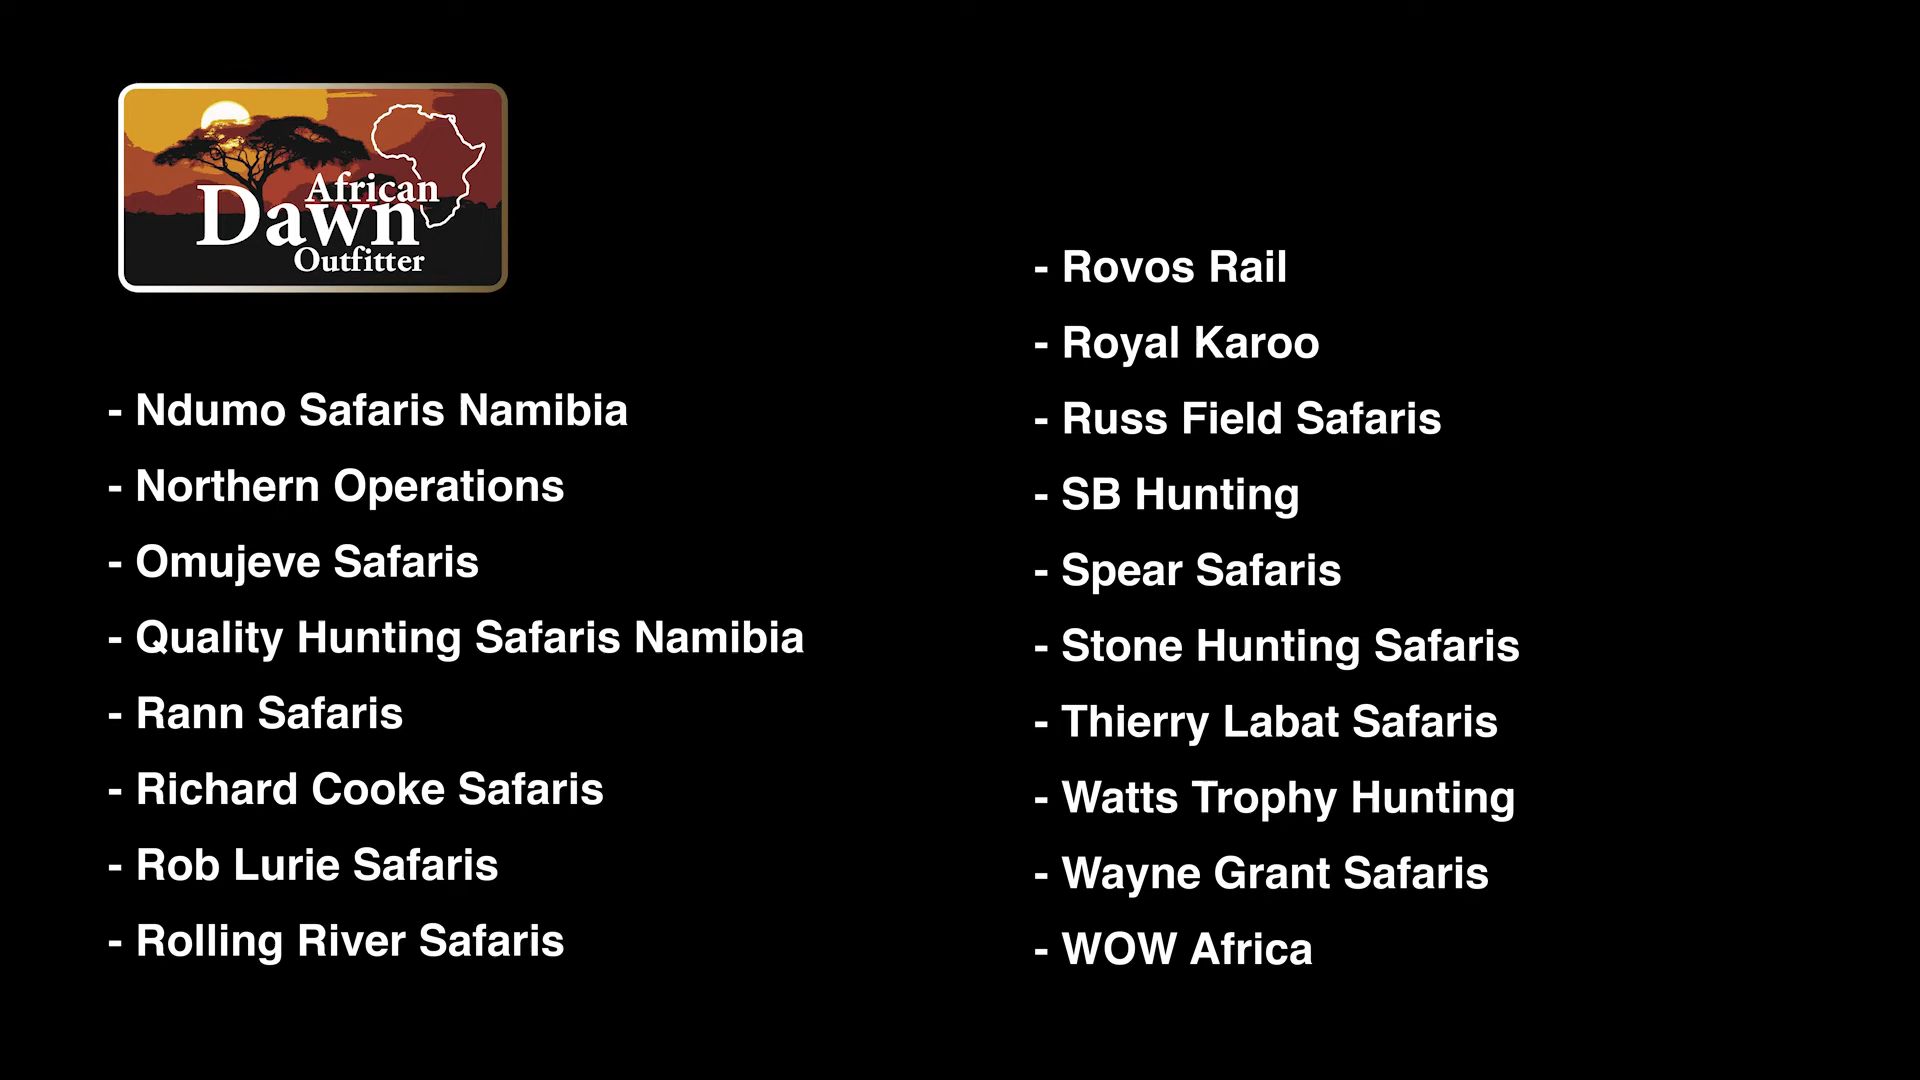 African
Dawn
Outfitter
- Ndumo Safaris Namibia
- Northern Operations
- Omujeve Safaris
- Quality Hunting Safaris Namibia
- Rann Safaris
- Richard Cooke Safaris
- Rob Lurie Safaris
- Rolling River Safaris
- Rovos Rail
- Royal Karoo
- Russ Field Safaris
- SB Hunting
- Spear Safaris
- Stone Hunting Safaris
- Thierry Labat Safaris
- Watts Trophy Hunting
- Wayne Grant Safaris
- WOW Africa